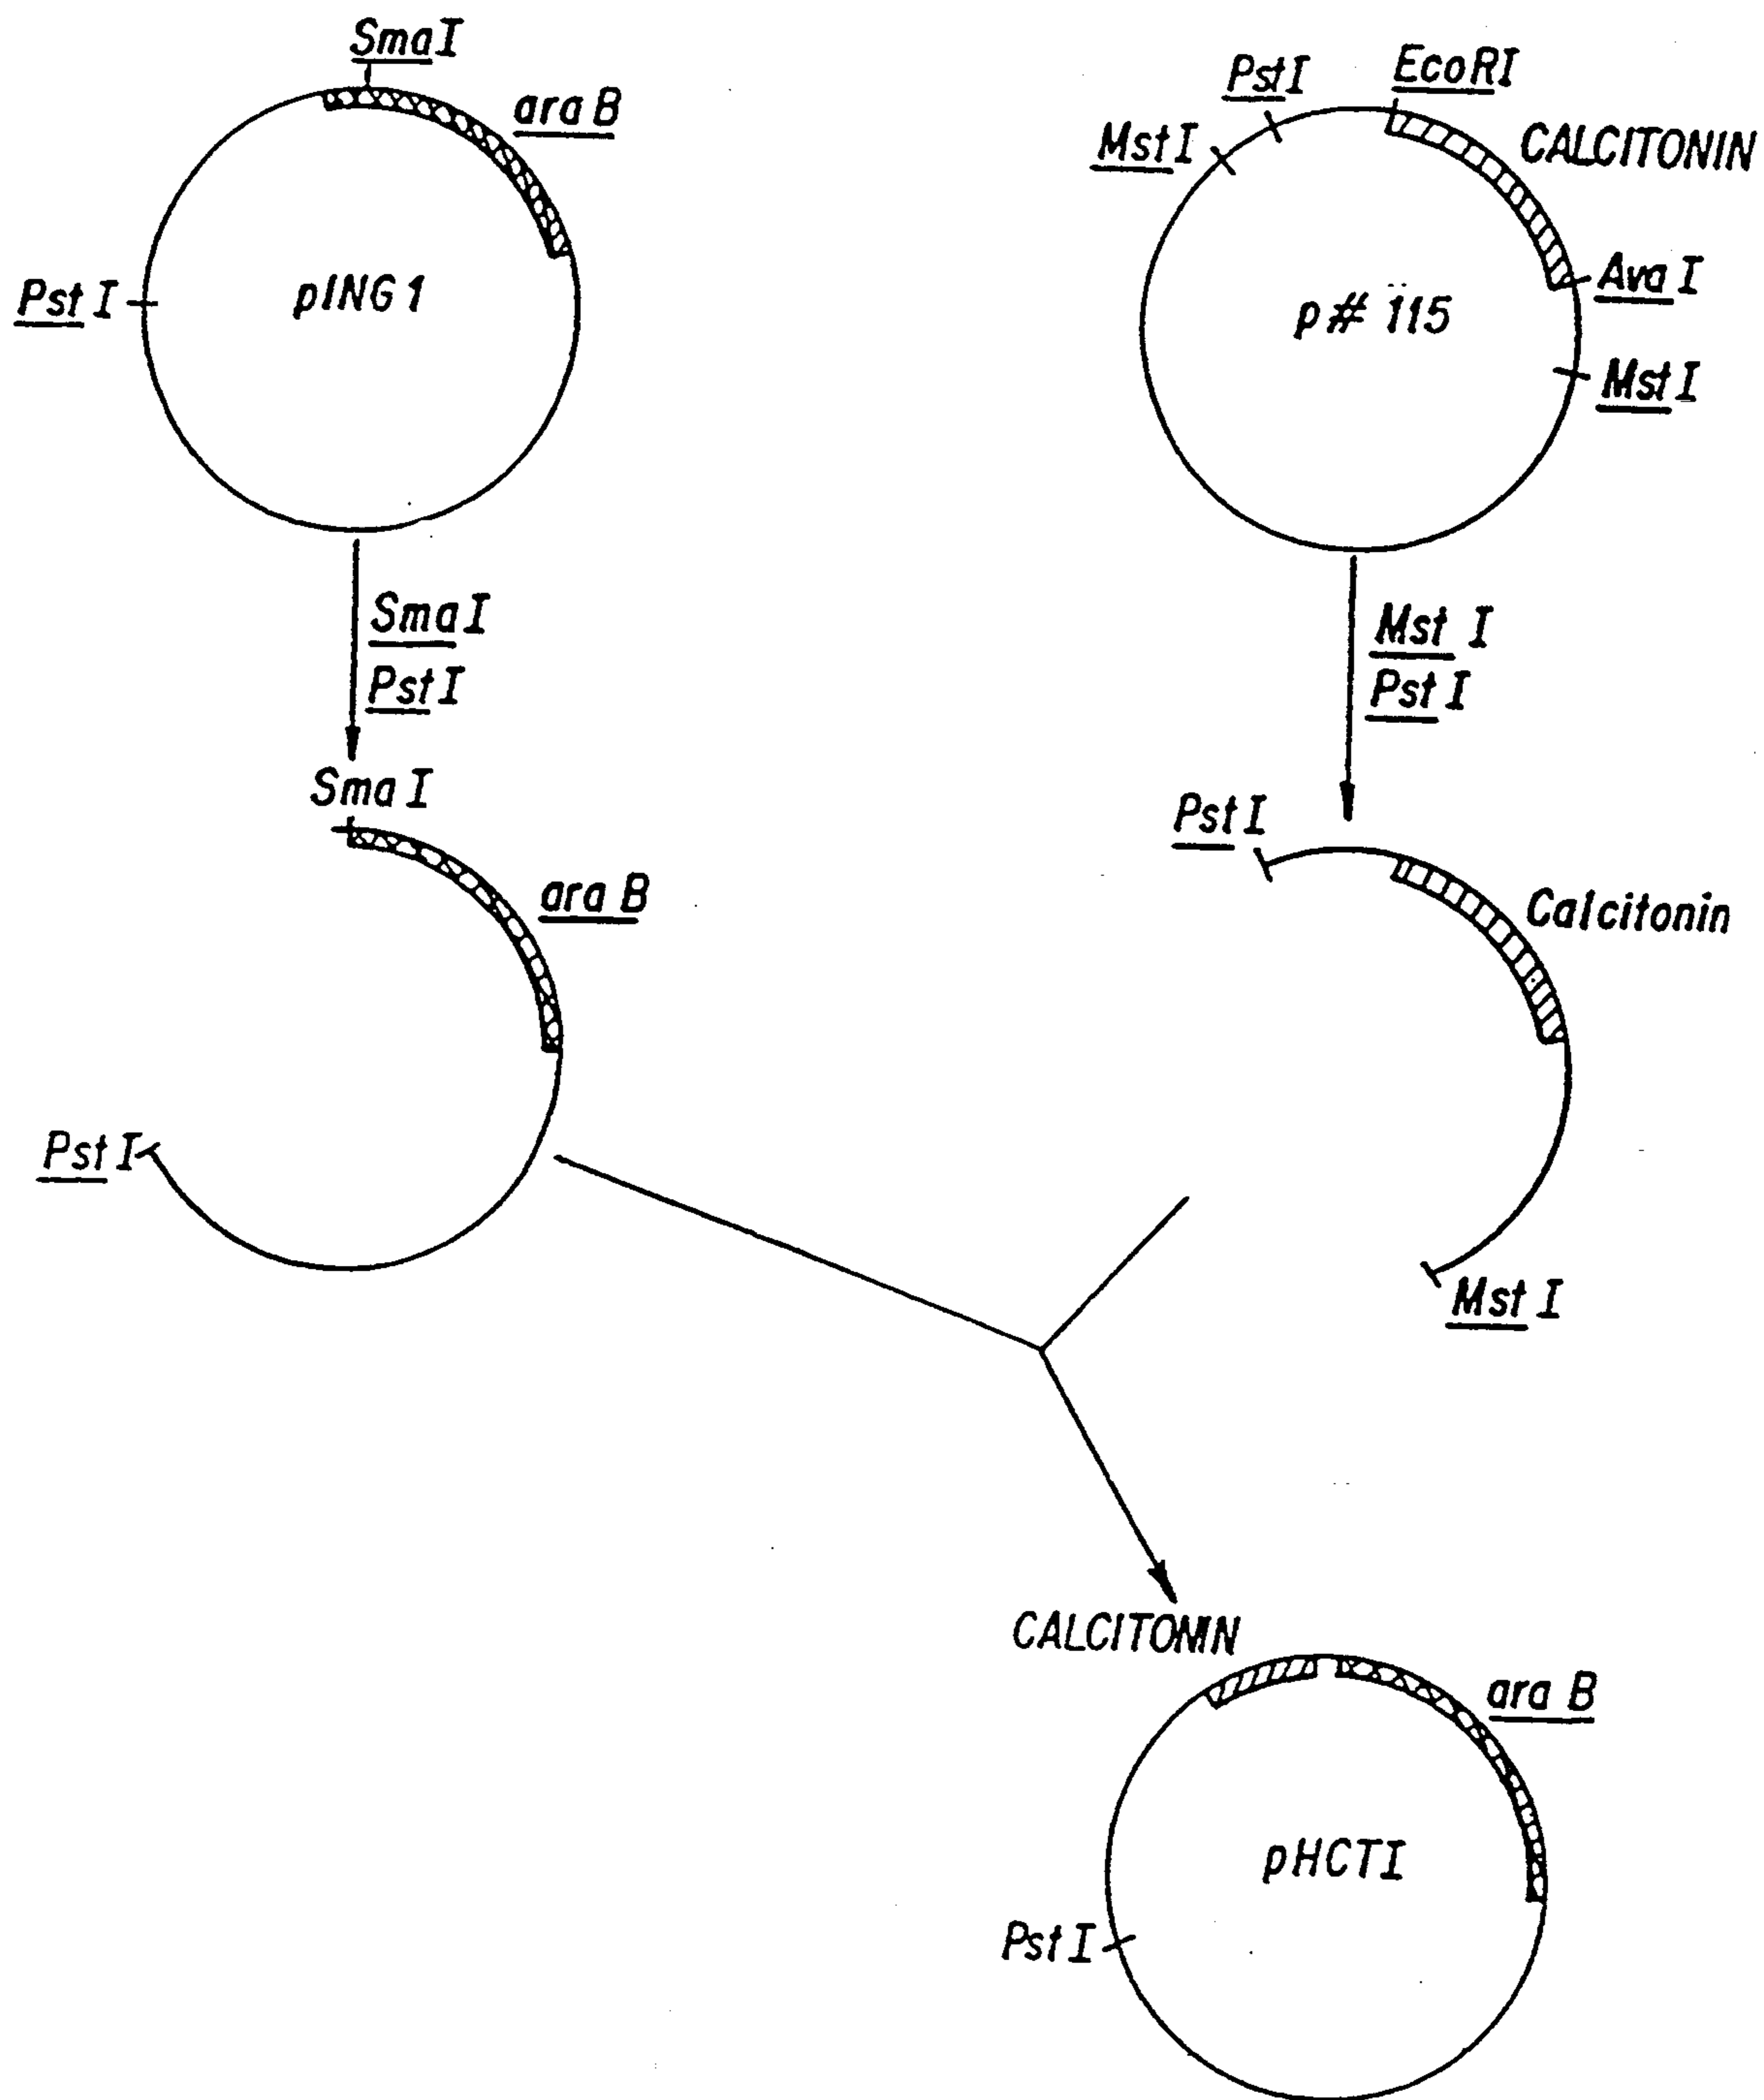 SmaI
araB
PstI
pING1
PstI
EcoRI
MstI
CALCITONIN
AvaI
p# 115
MstI
SmaI
PstI
MstI
PstI
SmaI
araB
PstI
PstI
Calcitonin
MstI
CALCITONIN
araB
pHCTI
PstI